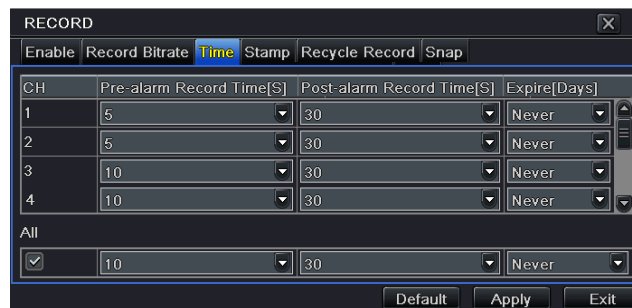 RECORD
Enable Record Bitrate Time Stamp Recycle Record Snap
CH Pre-alarm Record Time[S] Post-alarm Record Time[S] Expire[Days]
1 5 30 Never
2 5 30 Never
3 10 30 Never
4 10 30 Never
All
10 30 Never
Default Apply Exit